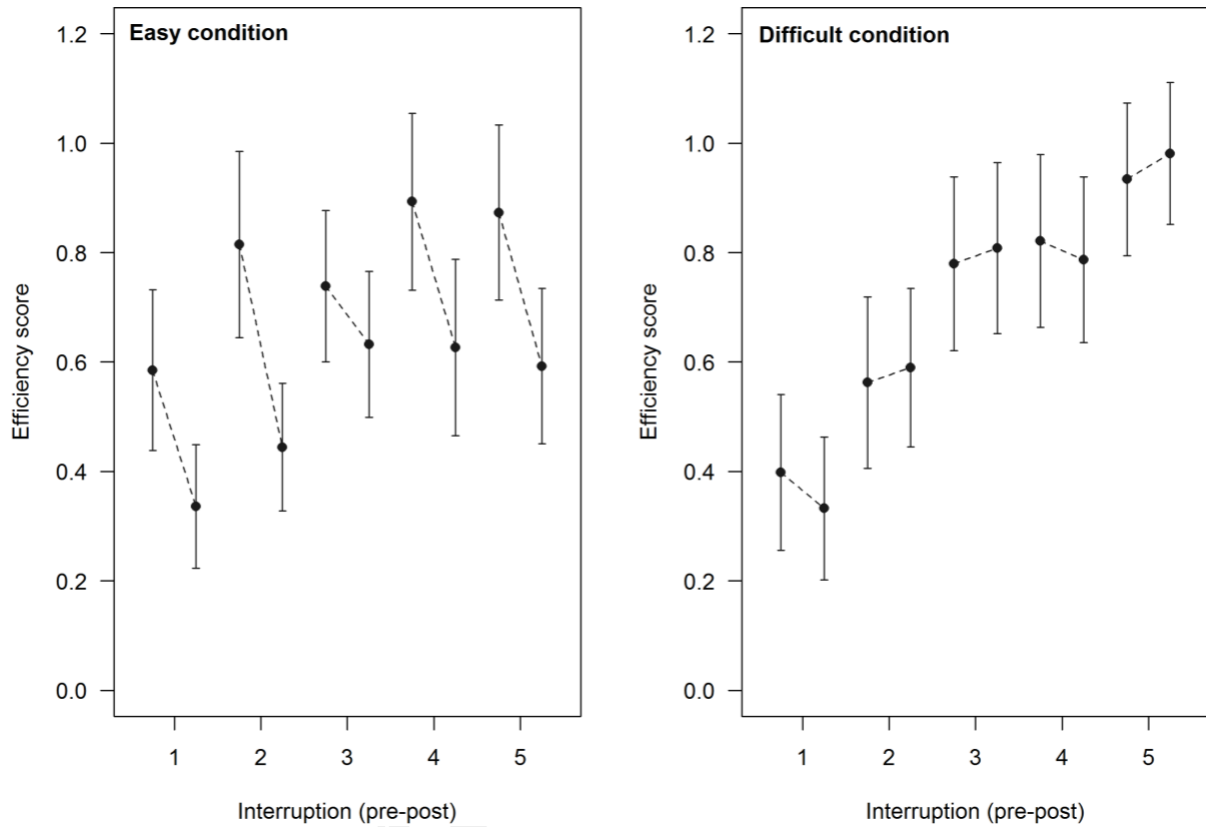 Easy condition
1.2
1.0
0.8
0.6
0.4
0.2
0.0
Efficiency score
1 2 3 4 5
Interruption (pre-post)
Difficult condition
1.2
1.0
0.8
0.6
0.4
0.2
0.0
Efficiency score
1 2 3 4 5
Interruption (pre-post)